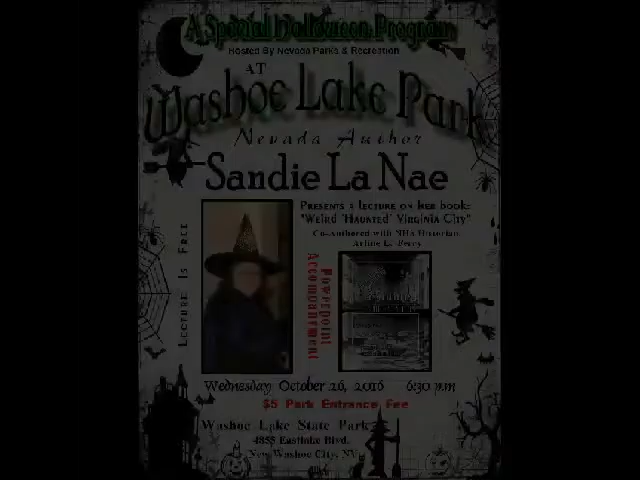 A Special Halloween Program
Hosted By Nevada Parks & Recreation
AT
Washoe Lake Park
Nevada Author
Sandie La Nae
Presents a lecture on her book:
"Weird 'Haunted' Virginia City"
Co-Authored with NHA Historian
Arline L. Perry
Lecture Is Free
Powerpoint
Accompaniment
Wednesday October 26, 2016 6:30 pm
$5 Park Entrance Fee
Washoe Lake State Park
4855 Eastlake Blvd.
New Washoe City, NV